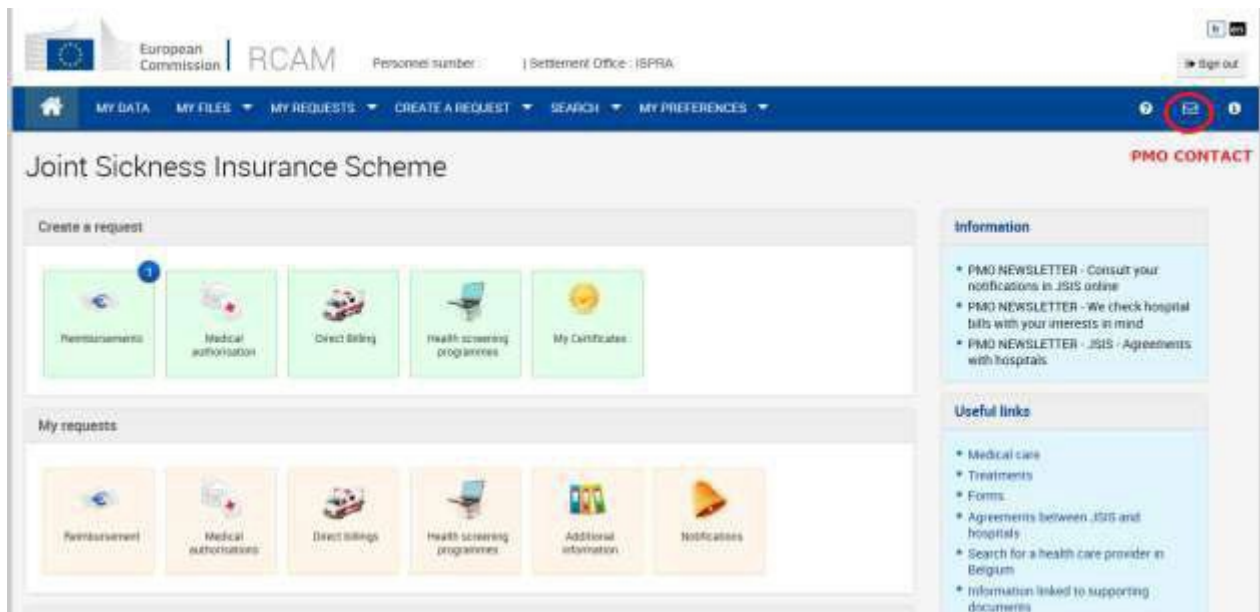 fr en
European
Commission
RCAM
Personnel number : | Settlement Office : ISPRA
Sign out
MY DATA MY FILES MY REQUESTS CREATE A REQUEST SEARCH MY PREFERENCES
PMO CONTACT
Joint Sickness Insurance Scheme
Create a request
1
Reimbursements
Medical
authorisation
Direct Billing
Health screening
programmes
My Certificates
Information
PMO NEWSLETTER - Consult your
notifications in JSIS online
PMO NEWSLETTER - We check hospital
bills with your interests in mind
PMO NEWSLETTER - JSIS - Agreements
with hospitals
My requests
Reimbursement
Medical
authorisations
Direct billings
Health screening
programmes
Additional
information
Notifications
Useful links
Medical care
Treatments
Forms
Agreements between JSIS and
hospitals
Search for a health care provider in
Belgium
Information linked to supporting
documents